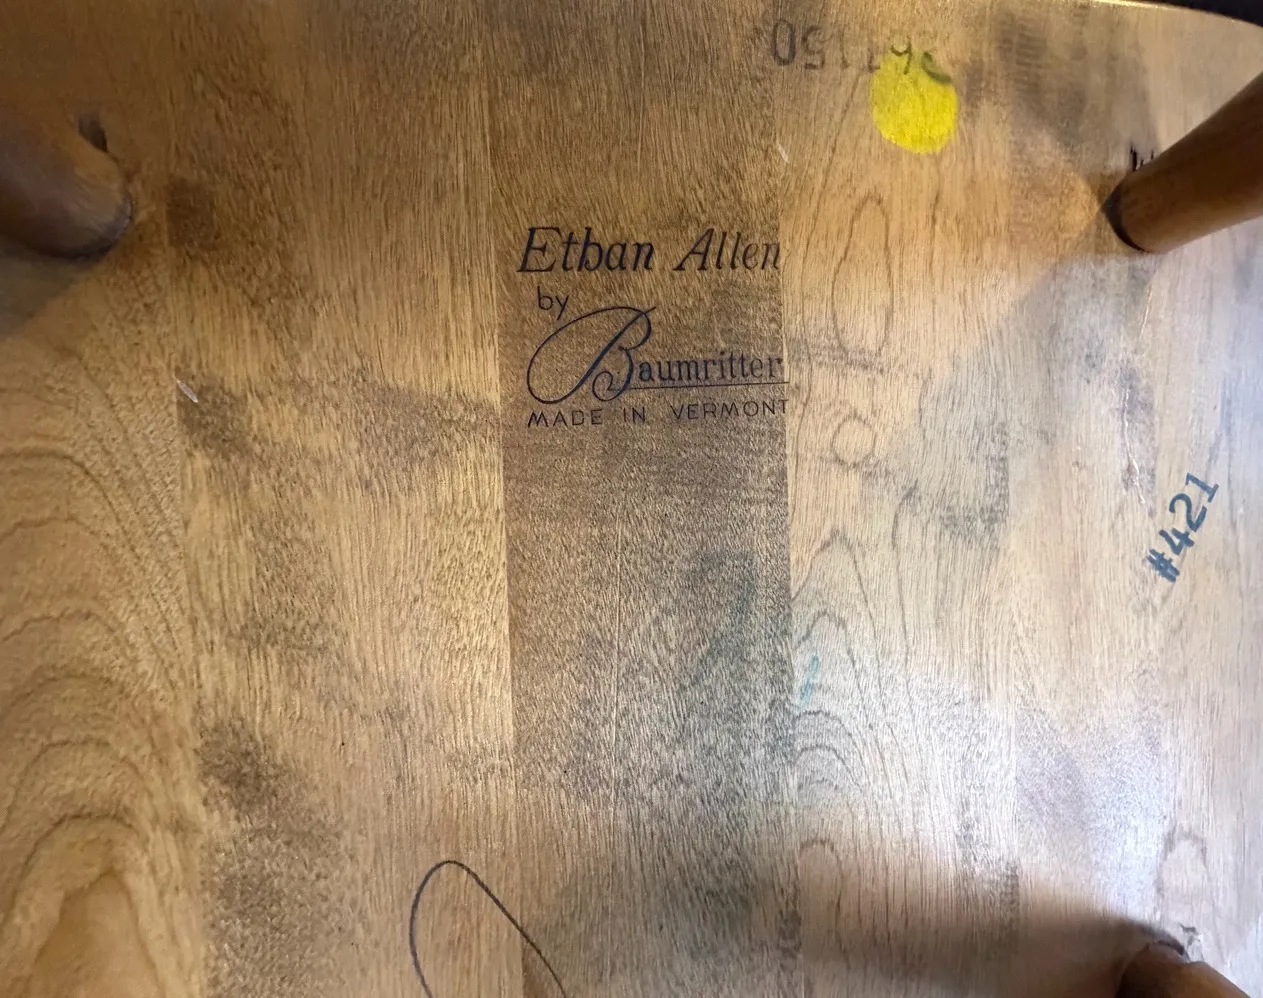 Ethan Allen
by
Baumritter
MADE IN VERMONT
#421